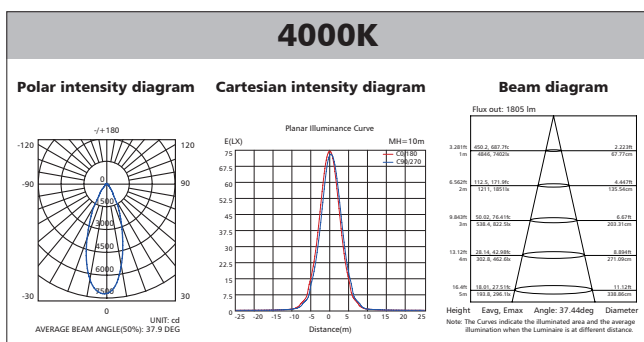 4000K
Polar intensity diagram
Cartesian intensity diagram
Beam diagram
-/+180
-120
120
-90
90
-30
30
0
0
1500
3000
4500
6000
7500
UNIT: cd
AVERAGE BEAM ANGLE(50%): 37.9 DEG
Planar Illuminance Curve
E(LX)
MH=10m
C0/180
C90/270
75
67.5
60
52.5
45
37.5
30
22.5
15
7.5
0
-25 -20 -15 -10 -5 0 5 10 15 20 25
Distance(m)
Flux out: 1805 lm
3.281ft 450.2, 687.7fc 2.223ft
1m 4846, 7402lx 67.77cm
6.562ft 112.5, 171.9fc 4.447ft
2m 1211, 1851lx 135.54cm
9.843ft 50.02, 76.41fc 6.67ft
3m 538.4, 822.5lx 203.31cm
13.12ft 28.14, 42.98fc 8.894ft
4m 302.8, 462.6lx 271.09cm
16.4ft 18.01, 27.51fc 11.12ft
5m 193.8, 296.1lx 338.86cm
Height Eavg, Emax Angle: 37.44deg Diameter
Note: The Curves indicate the illuminated area and the average
illumination when the Luminaire is at different distance.